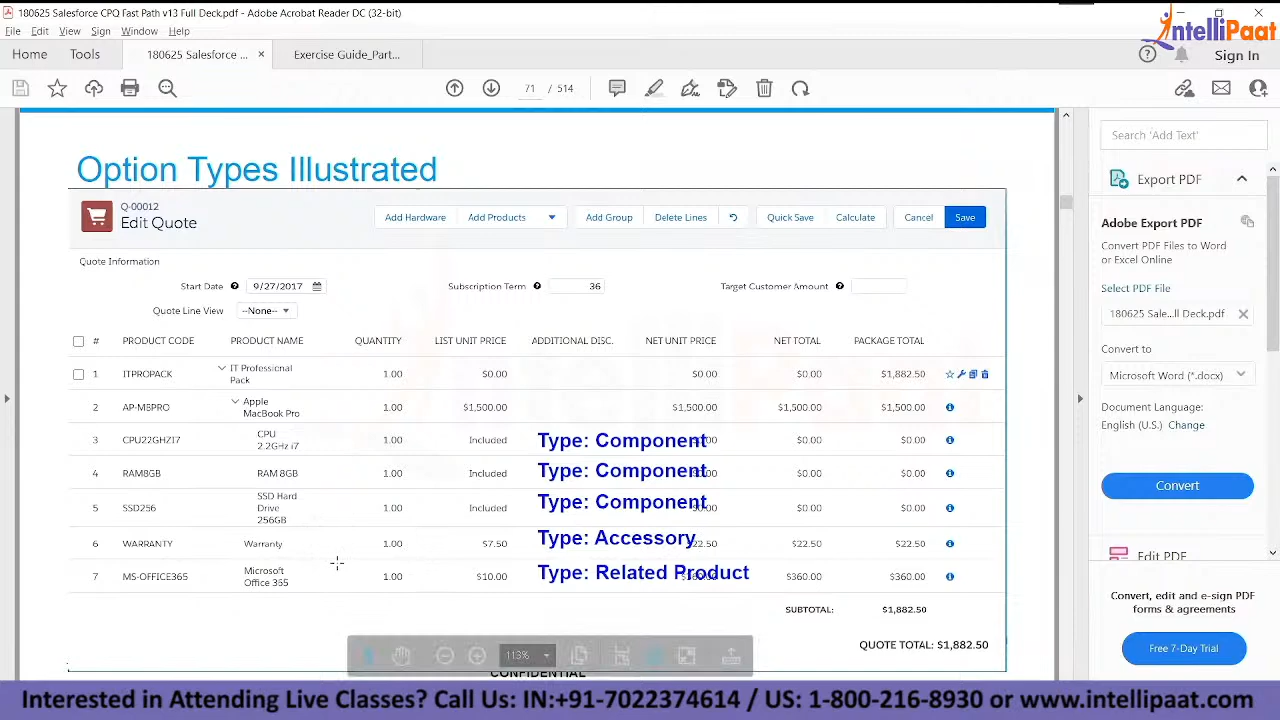 180625 Salesforce CPQ Fast Path v13 Full Deck.pdf - Adobe Acrobat Reader DC (32-bit)
IntelliPaat
File Edit View Sign Window Help
Home Tools 180625 Salesforce ... × Exercise Guide_Part... Sign In
71 / 514
Search 'Add Text'
Option Types Illustrated
Export PDF
Q-00012
Edit Quote
Add Hardware Add Products Add Group Delete Lines Quick Save Calculate Cancel Save
Adobe Export PDF
Convert PDF Files to Word
or Excel Online
Quote Information
Start Date 9/27/2017 Subscription Term 36 Target Customer Amount
Select PDF File
Quote Line View --None--
180625 Sale...ll Deck.pdf
# PRODUCT CODE PRODUCT NAME QUANTITY LIST UNIT PRICE ADDITIONAL DISC. NET UNIT PRICE NET TOTAL PACKAGE TOTAL
Convert to
Microsoft Word (*.docx)
1 ITPROPACK IT Professional Pack 1.00 $0.00 $0.00 $0.00 $1,882.50
2 AP-MBPRO Apple MacBook Pro 1.00 $1,500.00 $1,500.00 $1,500.00 $1,500.00
Document Language:
English (U.S.) Change
3 CPU22GHZI7 CPU 2.2GHz i7 1.00 Included Type: Component $0.00 $0.00
4 RAM8GB RAM 8GB 1.00 Included Type: Component $0.00 $0.00
Convert
5 SSD256 SSD Hard Drive 256GB 1.00 Included Type: Component $0.00 $0.00
6 WARRANTY Warranty 1.00 $7.50 Type: Accessory $22.50 $22.50 $22.50
Edit PDF
7 MS-OFFICE365 Microsoft Office 365 1.00 $10.00 Type: Related Product $360.00 $360.00
Convert, edit and e-sign PDF
forms & agreements
SUBTOTAL: $1,882.50
QUOTE TOTAL: $1,882.50
Free 7-Day Trial
113%
CONFIDENTIAL
Interested in Attending Live Classes? Call Us: IN:+91-7022374614 / US: 1-800-216-8930 or www.intellipaat.com